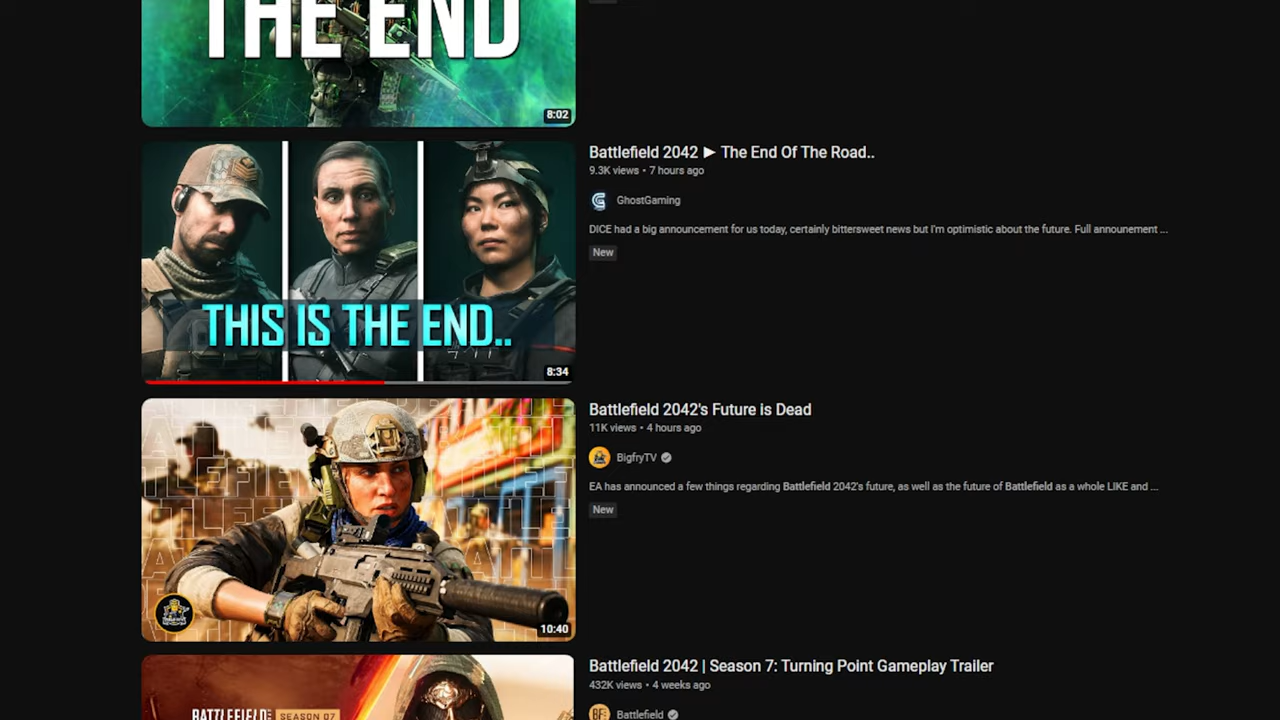 THE END
8:02
Battlefield 2042 ► The End Of The Road..
9.3K views • 7 hours ago
GhostGaming
DICE had a big announcement for us today, certainly bittersweet news but I'm optimistic about the future. Full announement ...
New
THIS IS THE END..
8:34
Battlefield 2042's Future is Dead
11K views • 4 hours ago
BigfryTV
EA has announced a few things regarding Battlefield 2042's future, as well as the future of Battlefield as a whole LIKE and ...
New
10:40
Battlefield 2042 | Season 7: Turning Point Gameplay Trailer
432K views • 4 weeks ago
BATTLEFIELD SEASON 07
BF
Battlefield